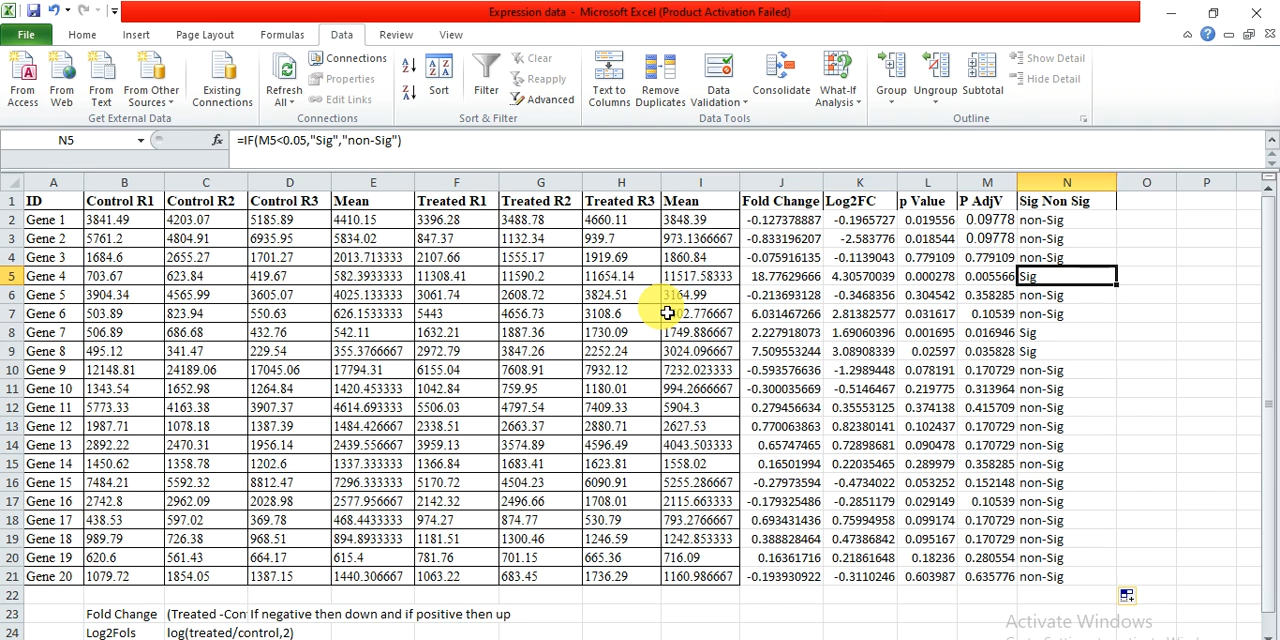 Expression data - Microsoft Excel (Product Activation Failed)
File Home Insert Page Layout Formulas Data Review View
From Access From Web From Text From Other Sources Existing Connections Refresh All Connections Properties Edit Links Sort Filter Clear Reapply Advanced Text to Columns Remove Duplicates Data Validation Consolidate What-If Analysis Group Ungroup Subtotal Show Detail Hide Detail
Get External Data Connections Sort & Filter Data Tools Outline
N5 fx =IF(M5<0.05,"Sig","non-Sig")
A B C D E F G H I J K L M N O P
1 ID Control R1 Control R2 Control R3 Mean Treated R1 Treated R2 Treated R3 Mean Fold Change Log2FC p Value P AdjV Sig Non Sig
2 Gene 1 3841.49 4203.07 5185.89 4410.15 3396.28 3488.78 4660.11 3848.39 -0.127378887 -0.1965727 0.019556 0.09778 non-Sig
3 Gene 2 5761.2 4804.91 6935.95 5834.02 847.37 1132.34 939.7 973.1366667 -0.833196207 -2.583776 0.018544 0.09778 non-Sig
4 Gene 3 1684.6 2655.27 1701.27 2013.713333 2107.66 1555.17 1919.69 1860.84 -0.075916135 -0.1139043 0.779109 0.779109 non-Sig
5 Gene 4 703.67 623.84 419.67 582.3933333 11308.41 11590.2 11654.14 11517.58333 18.77629666 4.30570039 0.000278 0.005566 Sig
6 Gene 5 3904.34 4565.99 3605.07 4025.133333 3061.74 2608.72 3824.51 3164.99 -0.213693128 -0.3468356 0.304542 0.358285 non-Sig
7 Gene 6 503.89 823.94 550.63 626.1533333 5443 4656.73 3108.6 6.031467266 2.81382577 0.031617 0.10539 non-Sig
8 Gene 7 506.89 686.68 432.76 542.11 1632.21 1887.36 1730.09 1749.886667 2.227918073 1.69060396 0.001695 0.016946 Sig
9 Gene 8 495.12 341.47 229.54 355.3766667 2972.79 3847.26 2252.24 3024.096667 7.509553244 3.08908339 0.02597 0.035828 Sig
10 Gene 9 12148.81 24189.06 17045.06 17794.31 6155.04 7608.91 7932.12 7232.023333 -0.593576636 -1.2989448 0.078191 0.170729 non-Sig
11 Gene 10 1343.54 1652.98 1264.84 1420.453333 1042.84 759.95 1180.01 994.2666667 -0.300035669 -0.5146467 0.219775 0.313964 non-Sig
12 Gene 11 5773.33 4163.38 3907.37 4614.693333 5506.03 4797.54 7409.33 5904.3 0.279456634 0.35553125 0.374138 0.415709 non-Sig
13 Gene 12 1987.71 1078.18 1387.39 1484.426667 2338.51 2663.37 2880.71 2627.53 0.770063867 0.82380141 0.102437 0.170729 non-Sig
14 Gene 13 2892.22 2470.31 1956.14 2439.556667 3959.13 3574.89 4596.49 4043.503333 0.65747465 0.72898681 0.090478 0.170729 non-Sig
15 Gene 14 1450.62 1358.78 1202.6 1337.333333 1366.84 1683.41 1623.81 1558.02 0.16501994 0.22035465 0.289979 0.358285 non-Sig
16 Gene 15 7484.21 5592.32 8812.47 7296.333333 5170.72 4504.23 6090.91 5255.286667 -0.27973594 -0.4734022 0.053252 0.152148 non-Sig
17 Gene 16 2742.8 2962.09 2028.98 2577.956667 2142.32 2496.66 1708.01 2115.663333 -0.179325486 -0.2851179 0.029149 0.10539 non-Sig
18 Gene 17 438.53 597.02 369.78 468.4433333 974.27 874.77 530.79 793.2766667 0.693431436 0.75994958 0.099174 0.170729 non-Sig
19 Gene 18 989.79 726.38 968.51 894.8933333 1181.51 1300.46 1246.59 1242.853333 0.388828464 0.47386842 0.095167 0.170729 non-Sig
20 Gene 19 620.6 561.43 664.17 615.4 781.76 701.15 665.36 716.09 0.16361716 0.21861648 0.18236 0.280554 non-Sig
21 Gene 20 1079.72 1854.05 1387.15 1440.306667 1063.22 683.45 1736.29 1160.986667 -0.193930922 -0.3110246 0.603987 0.635776 non-Sig
22
23 Fold Change (Treated -Con If negative then down and if positive then up
24 Log2Fols log(treated/control,2)
Activate Windows